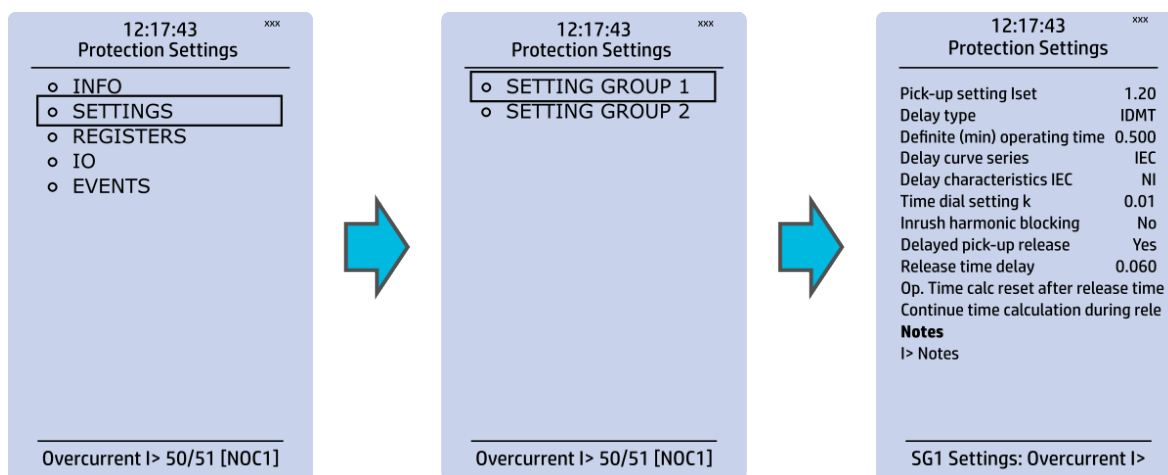 12:17:43 xxx
Protection Settings
INFO
SETTINGS
REGISTERS
IO
EVENTS
Overcurrent I> 50/51 [NOC1]
12:17:43 xxx
Protection Settings
SETTING GROUP 1
SETTING GROUP 2
Overcurrent I> 50/51 [NOC1]
12:17:43 xxx
Protection Settings
Pick-up setting Iset 1.20
Delay type IDMT
Definite (min) operating time 0.500
Delay curve series IEC
Delay characteristics IEC NI
Time dial setting k 0.01
Inrush harmonic blocking No
Delayed pick-up release Yes
Release time delay 0.060
Op. Time calc reset after release time
Continue time calculation during rele
Notes
I> Notes
SG1 Settings: Overcurrent I>